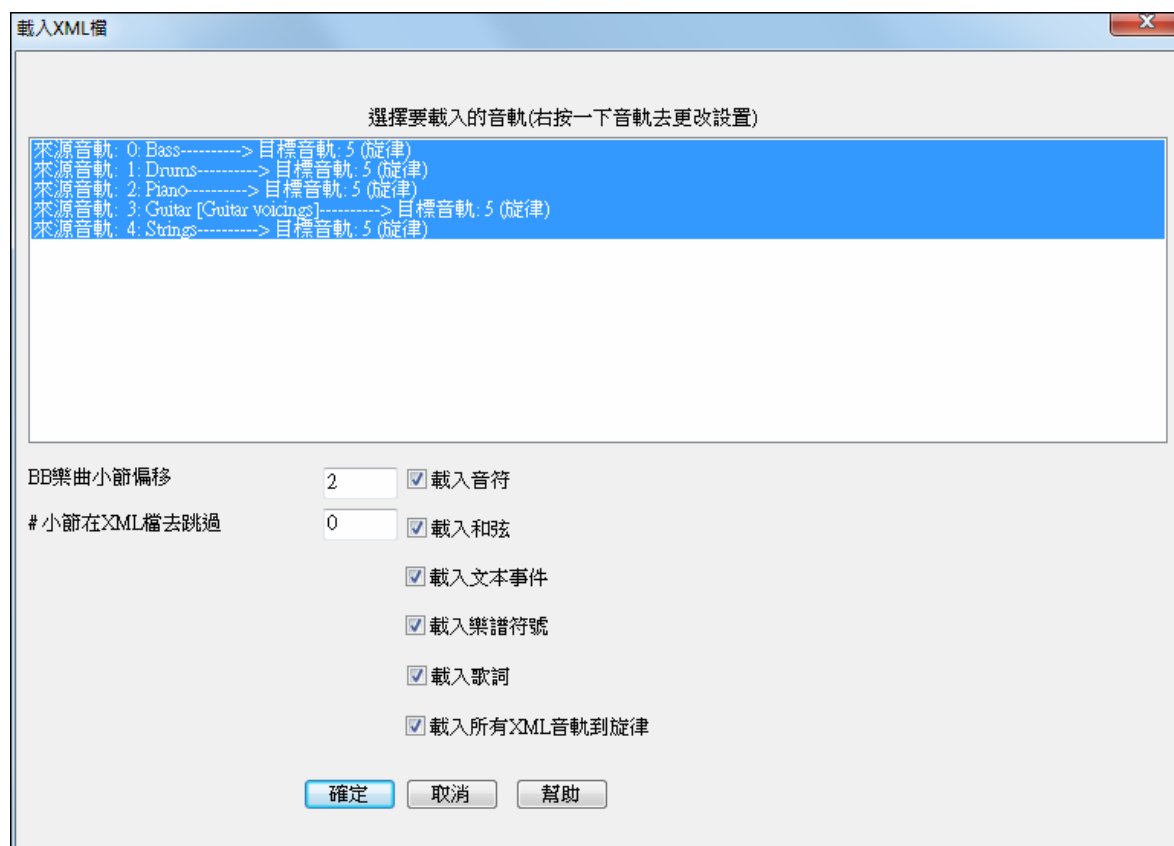 載入XML檔
選擇要載入的音軌(右按一下音軌去更改設置)
來源音軌: 0: Bass----------> 目標音軌: 5 (旋律)
來源音軌: 1: Drums----------> 目標音軌: 5 (旋律)
來源音軌: 2: Piano----------> 目標音軌: 5 (旋律)
來源音軌: 3: Guitar [Guitar voicings]----------> 目標音軌: 5 (旋律)
來源音軌: 4: Strings----------> 目標音軌: 5 (旋律)
BB樂曲小節偏移 2 載入音符
# 小節在XML檔去跳過 0 載入和弦
載入文本事件
載入樂譜符號
載入歌詞
載入所有XML音軌到旋律
確定 取消 幫助